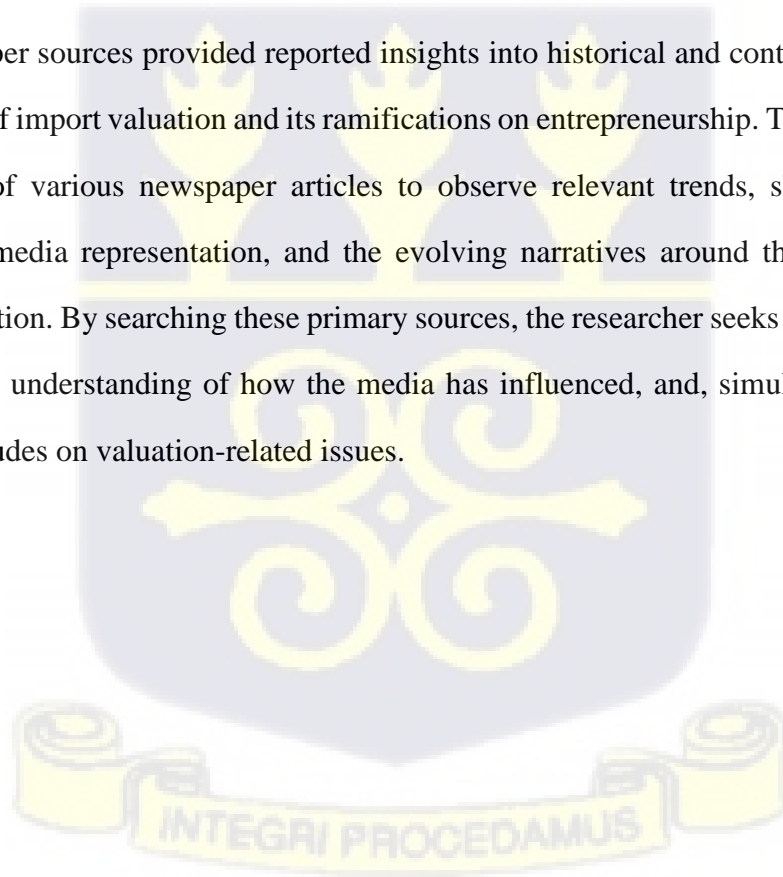 per sources provided reported insights into historical and cont
f import valuation and its ramifications on entrepreneurship. T
of various newspaper articles to observe relevant trends, s
media representation, and the evolving narratives around th
tion. By searching these primary sources, the researcher seeks
understanding of how the media has influenced, and, simul
udes on valuation-related issues.
INTEGRI PROCEDAMUS